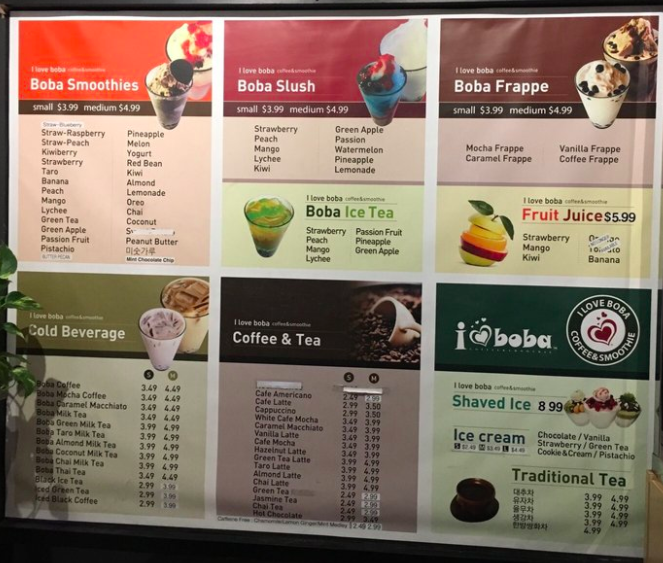 I love boba coffee&smoothie
Boba Smoothies
small $3.99 medium $4.99
Straw-Blueberry
Straw-Raspberry
Straw-Peach
Kiwiberry
Strawberry
Taro
Banana
Peach
Mango
Lychee
Green Tea
Green Apple
Passion Fruit
Pistachio
BUTTER PECAN
Pineapple
Melon
Yogurt
Red Bean
Kiwi
Almond
Lemonade
Oreo
Chai
Coconut
Peanut Butter
미숫가루
Mint Chocolate Chip
I love boba coffee&smoothie
Boba Slush
small $3.99 medium $4.99
Strawberry
Peach
Mango
Lychee
Kiwi
Green Apple
Passion
Watermelon
Pineapple
Lemonade
I love boba coffee&smoothie
Boba Ice Tea
Strawberry
Peach
Mango
Lychee
Passion Fruit
Pineapple
Green Apple
I love boba coffee&smoothie
Boba Frappe
small $3.99 medium $4.99
Mocha Frappe
Caramel Frappe
Vanilla Frappe
Coffee Frappe
I love boba coffee&smoothie
Fruit Juice $5.99
Strawberry
Mango
Kiwi
Tomato
Banana
I love boba coffee&smoothie
Cold Beverage
S M
Boba Coffee 3.49 4.49
Boba Mocha Coffee 3.49 4.49
Boba Caramel Macchiato 3.49 4.49
Boba Milk Tea 3.49 4.49
Boba Green Milk Tea 3.99 4.99
Boba Taro Milk Tea 3.99 4.99
Boba Almond Milk Tea 3.99 4.99
Boba Coconut Milk Tea 3.99 4.99
Boba Chai Milk Tea 3.99 4.99
Boba Thai Tea 3.49 4.49
Black Ice Tea 2.99 3.99
Iced Green Tea 2.99 3.99
Iced Black Coffee 2.99 3.99
I love boba coffee&smoothie
Coffee & Tea
S M
Cafe Americano 2.49 2.99
Cafe Latte 2.99 3.50
Cappuccino 2.99 3.50
White Cafe Mocha 3.49 3.99
Caramel Macchiato 3.49 3.99
Vanilla Latte 3.49 3.99
Cafe Mocha 3.49 3.99
Hazelnut Latte 3.49 3.99
Green Tea Latte 3.49 3.99
Taro Latte 3.99 4.99
Almond Latte 3.49 3.99
Chai Latte 3.49 3.99
Green Tea 2.49 2.99
Jasmine Tea 2.49 2.99
Chai Tea 2.49 2.99
Hot Chocolate 2.99 3.49
Caffeine Free: Chamomile/Lemon Ginger/Mint Medley 2.49 2.99
i boba
I LOVE BOBA
COFFEE&SMOOTHIE
I love boba coffee&smoothie
Shaved Ice 8.99
Ice cream
S $2.49 M $3.49 L $4.49
Chocolate / Vanilla
Strawberry / Green Tea
Cookie&Cream / Pistachio
Traditional Tea
대추차 3.99 4.99
유자차 3.99 4.99
율무차 3.99 4.99
생강차 3.99 4.99
한방쌍화차 4.99